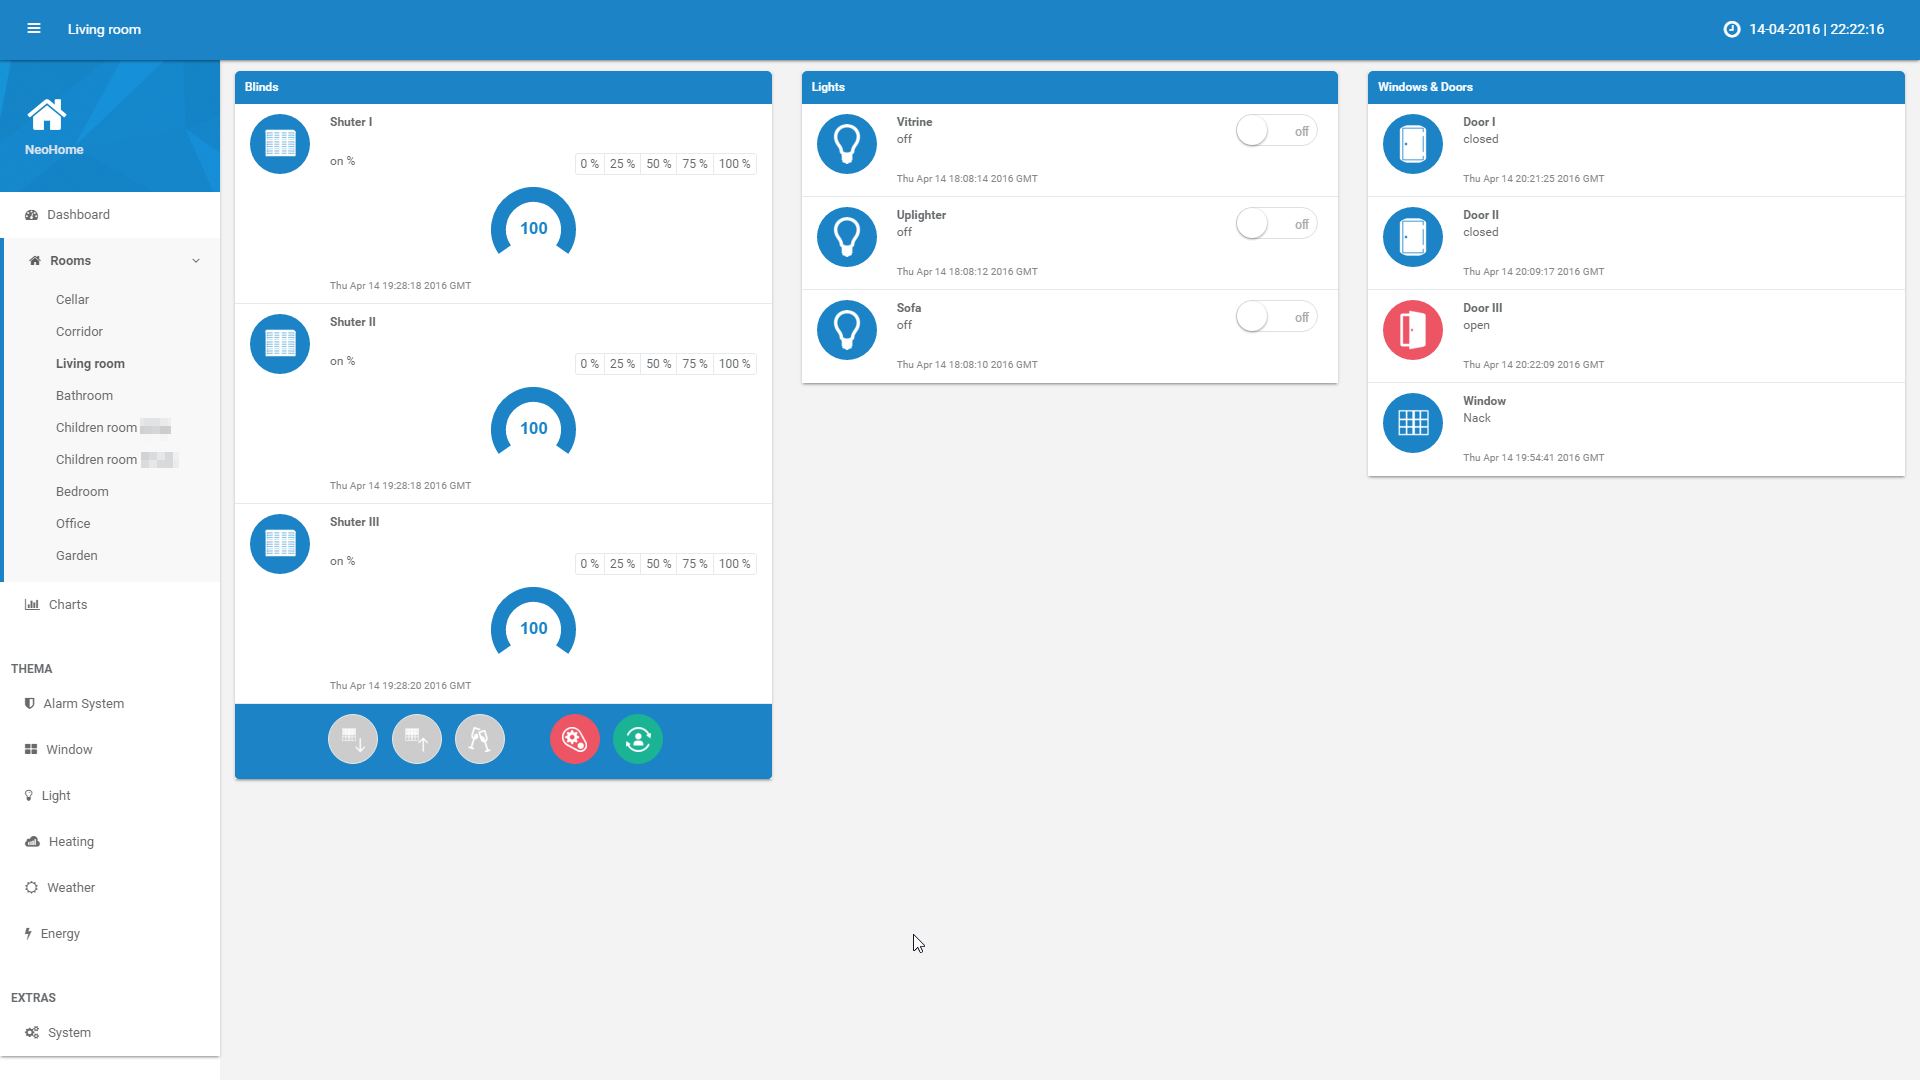 Living room
14-04-2016 | 22:22:16
NeoHome
Dashboard
Rooms
Cellar
Corridor
Living room
Bathroom
Children room
Children room
Bedroom
Office
Garden
Charts
THEMA
Alarm System
Window
Light
Heating
Weather
Energy
EXTRAS
System
Blinds
Shuter I
on %
0 % 25 % 50 % 75 % 100 %
100
Thu Apr 14 19:28:18 2016 GMT
Shuter II
on %
0 % 25 % 50 % 75 % 100 %
100
Thu Apr 14 19:28:18 2016 GMT
Shuter III
on %
0 % 25 % 50 % 75 % 100 %
100
Thu Apr 14 19:28:20 2016 GMT
Lights
Vitrine
off
off
Thu Apr 14 18:08:14 2016 GMT
Uplighter
off
off
Thu Apr 14 18:08:12 2016 GMT
Sofa
off
off
Thu Apr 14 18:08:10 2016 GMT
Windows & Doors
Door I
closed
Thu Apr 14 20:21:25 2016 GMT
Door II
closed
Thu Apr 14 20:09:17 2016 GMT
Door III
open
Thu Apr 14 20:22:09 2016 GMT
Window
Nack
Thu Apr 14 19:54:41 2016 GMT